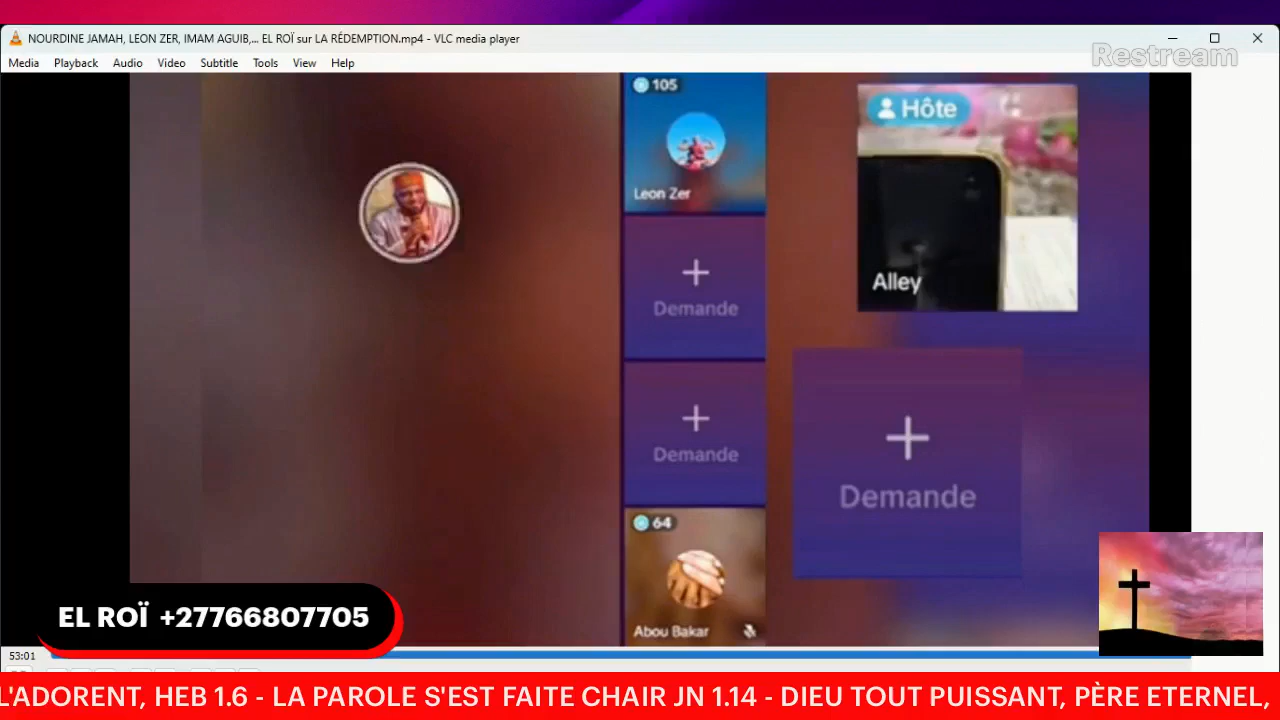 NOURDINE JAMAH, LEON ZER, IMAM AGUIB,... EL ROÏ sur LA RÉDEMPTION.mp4 - VLC media player
Media Playback Audio Video Subtitle Tools View Help
Restream
105
Leon Zer
Demande
Demande
64
Abou Bakar
Hôte
Alley
Demande
EL ROÏ +27766807705
53:01
L'ADORENT, HEB 1.6 - LA PAROLE S'EST FAITE CHAIR JN 1.14 - DIEU TOUT PUISSANT, PÈRE ETERNEL,